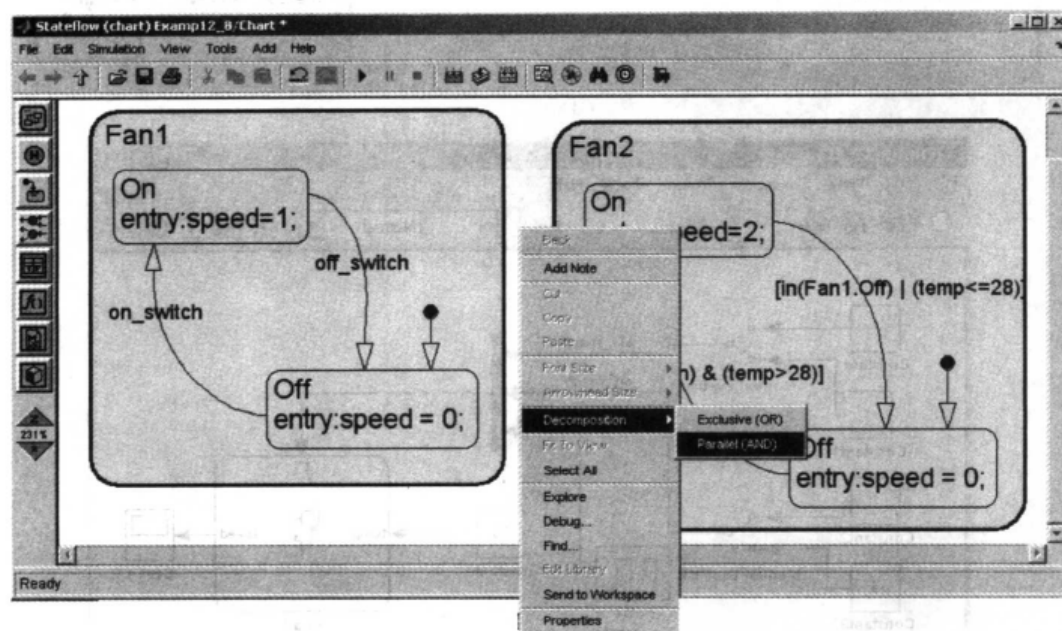 Stateflow (chart) Examp12_8/Chart *
File Edit Simulation View Tools Add Help
Fan1
On
entry:speed=1;
off_switch
on_switch
Off
entry:speed = 0;
231%
Fan2
On
eed=2;
[in(Fan1.Off) | (temp<=28)]
n) & (temp>28)]
Off
entry:speed = 0;
Back
Add Note
Cut
Copy
Paste
Font Size
Arrowhead Size
Decomposition
Exclusive (OR)
Parallel (AND)
Fit To View
Select All
Explore
Debug...
Find...
Edit Library
Send to Workspace
Properties
Ready